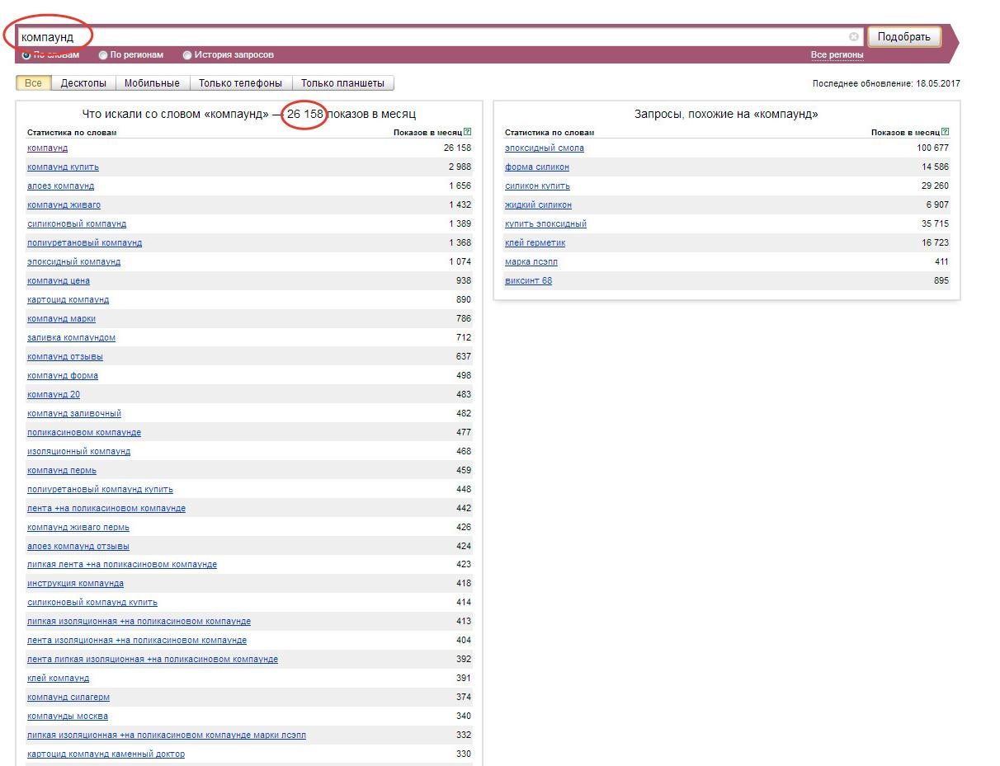 компаунд
Подобрать
По словам По регионам История запросов Все регионы
Все Десктопы Мобильные Только телефоны Только планшеты
Последнее обновление: 18.05.2017
Что искали со словом «компаунд» — 26 158 показов в месяц
Статистика по словам Показов в месяц ?
компаунд 26 158
компаунд купить 2 988
алоез компаунд 1 656
компаунд живаго 1 432
силиконовый компаунд 1 389
полиуретановый компаунд 1 368
эпоксидный компаунд 1 074
компаунд цена 938
картоцид компаунд 890
компаунд марки 786
заливка компаундом 712
компаунд отзывы 637
компаунд форма 498
компаунд 20 483
компаунд заливочный 482
поликасиновом компаунде 477
изоляционный компаунд 468
компаунд пермь 459
полиуретановый компаунд купить 448
лента +на поликасиновом компаунде 442
компаунд живаго пермь 426
алоез компаунд отзывы 424
липкая лента +на поликасиновом компаунде 423
инструкция компаунда 418
силиконовый компаунд купить 414
липкая изоляционная +на поликасиновом компаунде 413
лента изоляционная +на поликасиновом компаунде 404
лента липкая изоляционная +на поликасиновом компаунде 392
клей компаунд 391
компаунд силагерм 374
компаунды москва 340
липкая изоляционная +на поликасиновом компаунде марки лсэпл 332
картоцид компаунд каменный доктор 330
Запросы, похожие на «компаунд»
Статистика по словам Показов в месяц ?
эпоксидный смола 100 677
форма силикон 14 586
силикон купить 29 260
жидкий силикон 6 907
купить эпоксидный 35 715
клей герметик 16 723
марка лсэпл 411
виксинт 68 895